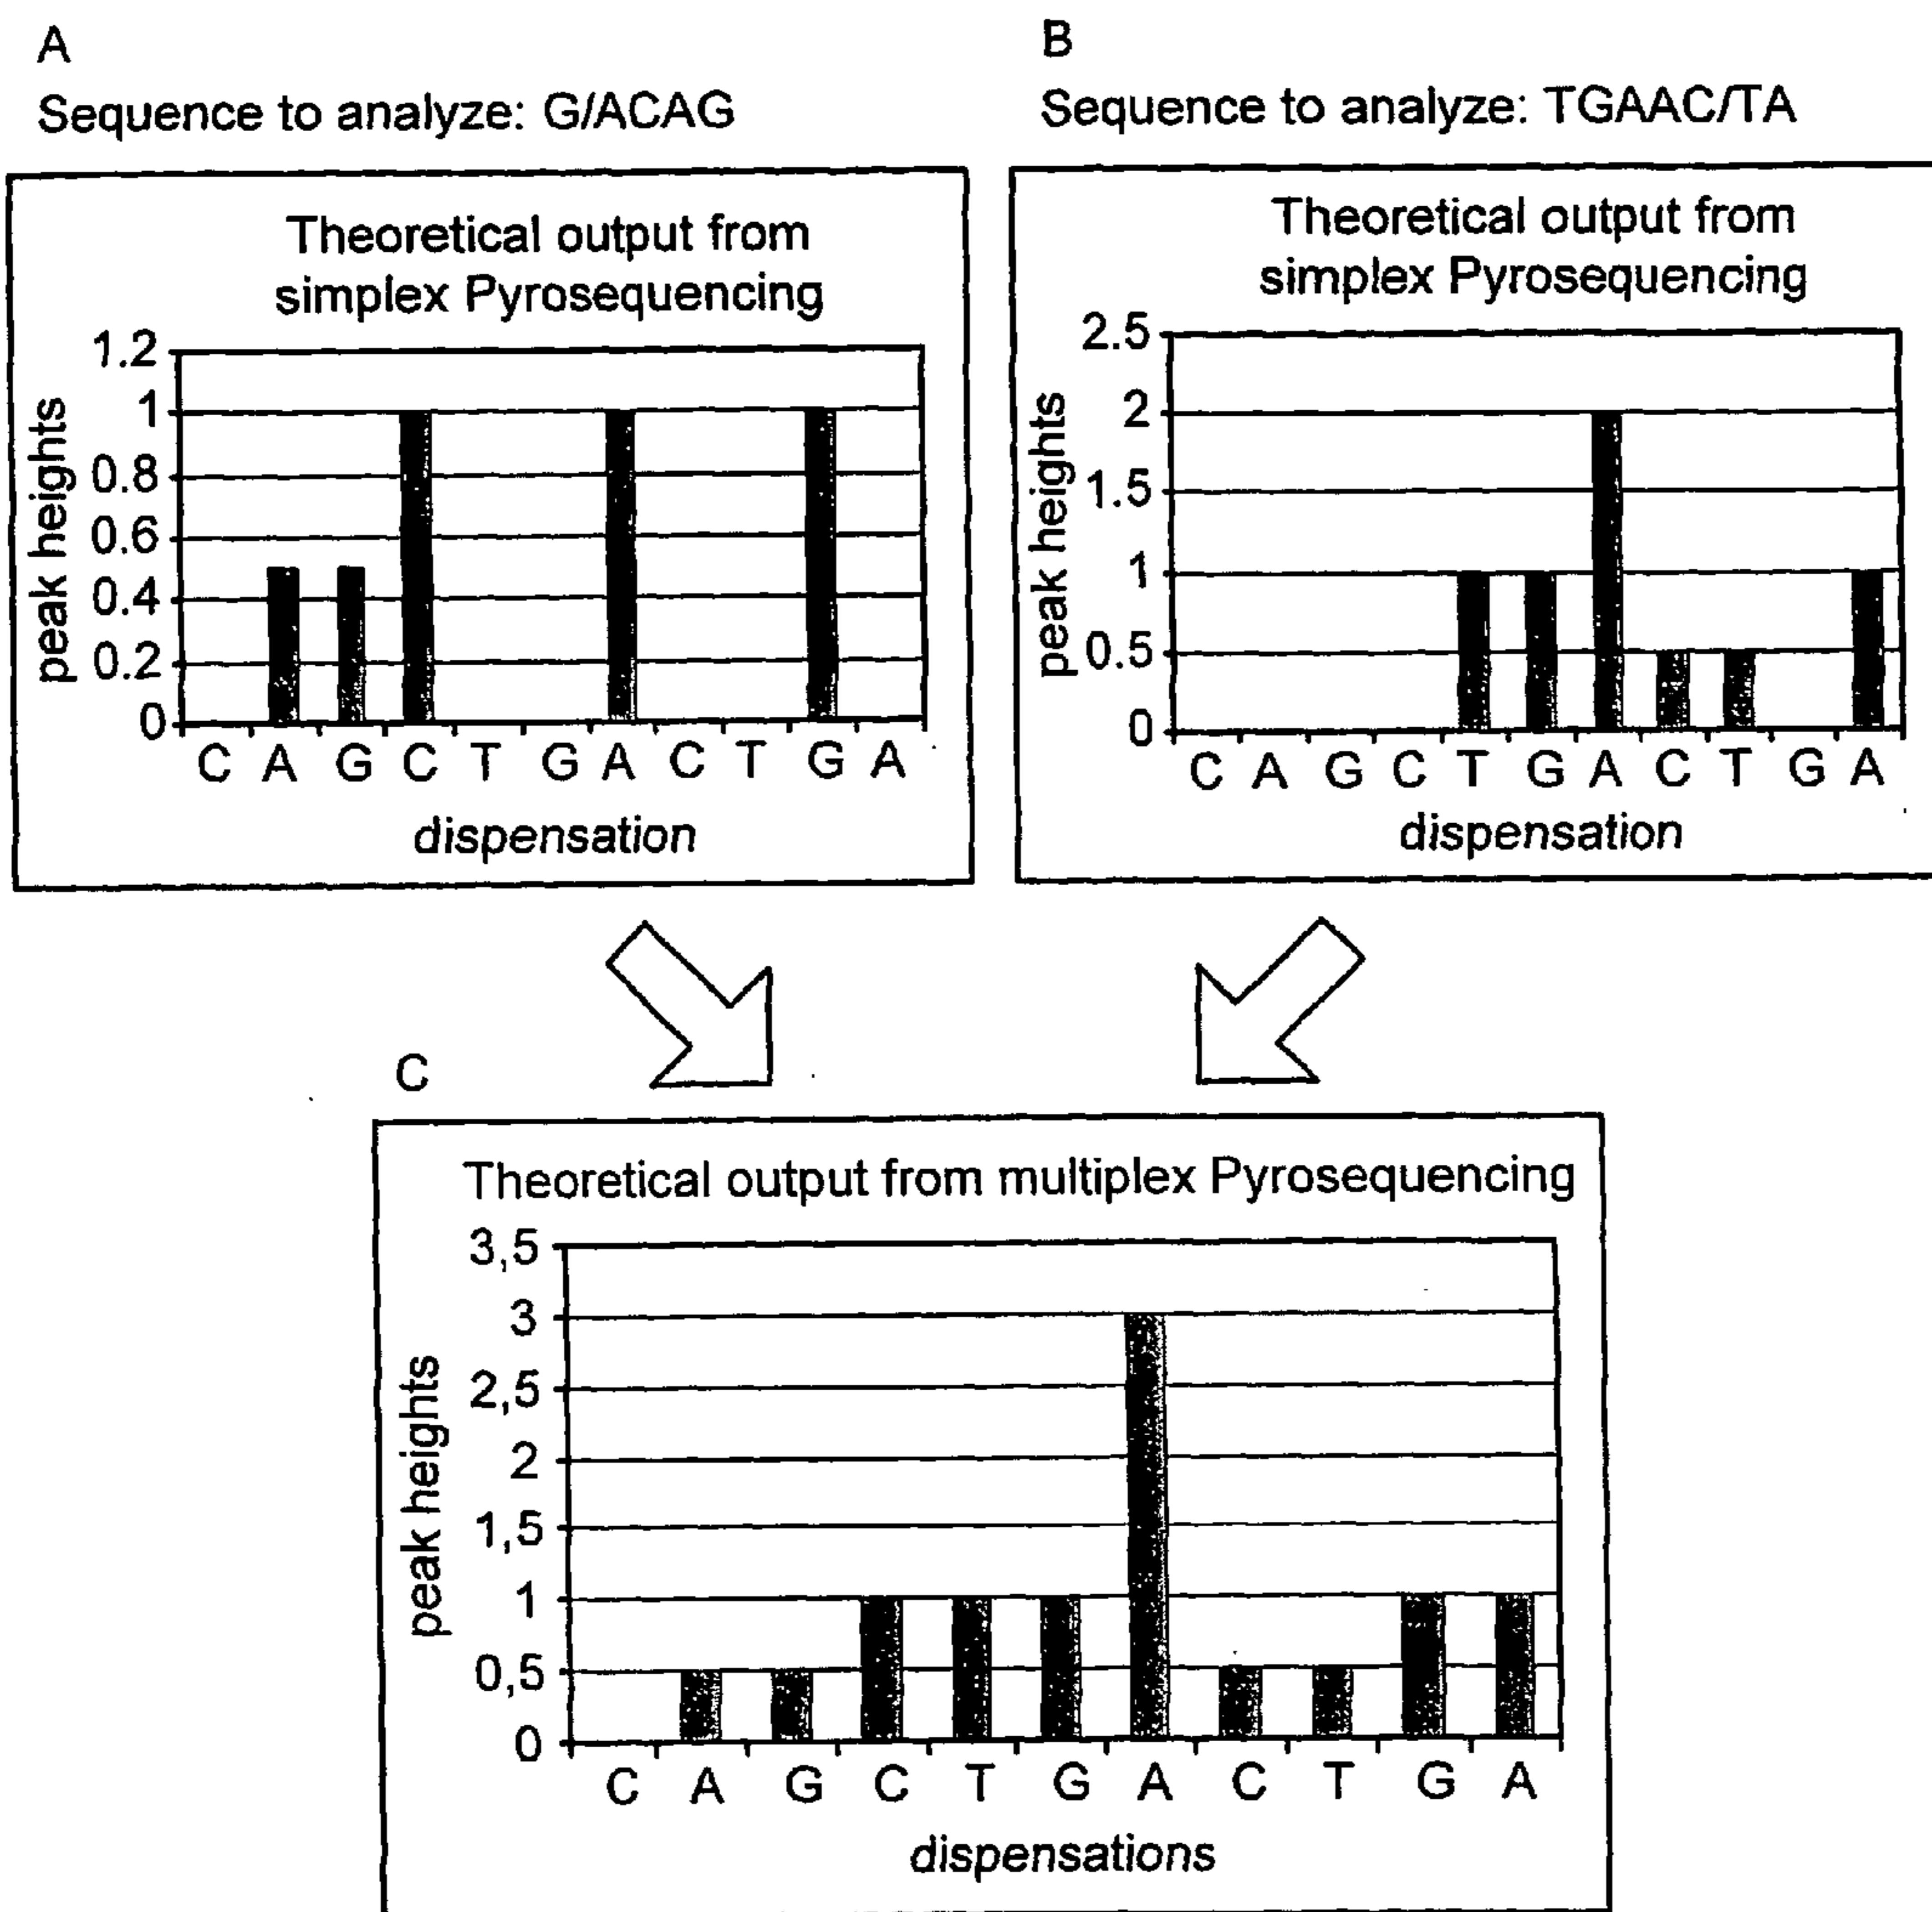 A
Sequence to analyze: G/ACAG
Theoretical output from
simplex Pyrosequencing
1.2
1
0.8
0.6
0.4
0.2
0
peak heights
C A G C T G A C T G A
dispensation
B
Sequence to analyze: TGAAC/TA
Theoretical output from
simplex Pyrosequencing
2.5
2
1.5
1
0.5
0
peak heights
C A G C T G A C T G A
dispensation
C
Theoretical output from multiplex Pyrosequencing
3,5
3
2,5
2
1,5
1
0,5
0
peak heights
C A G C T G A C T G A
dispensations